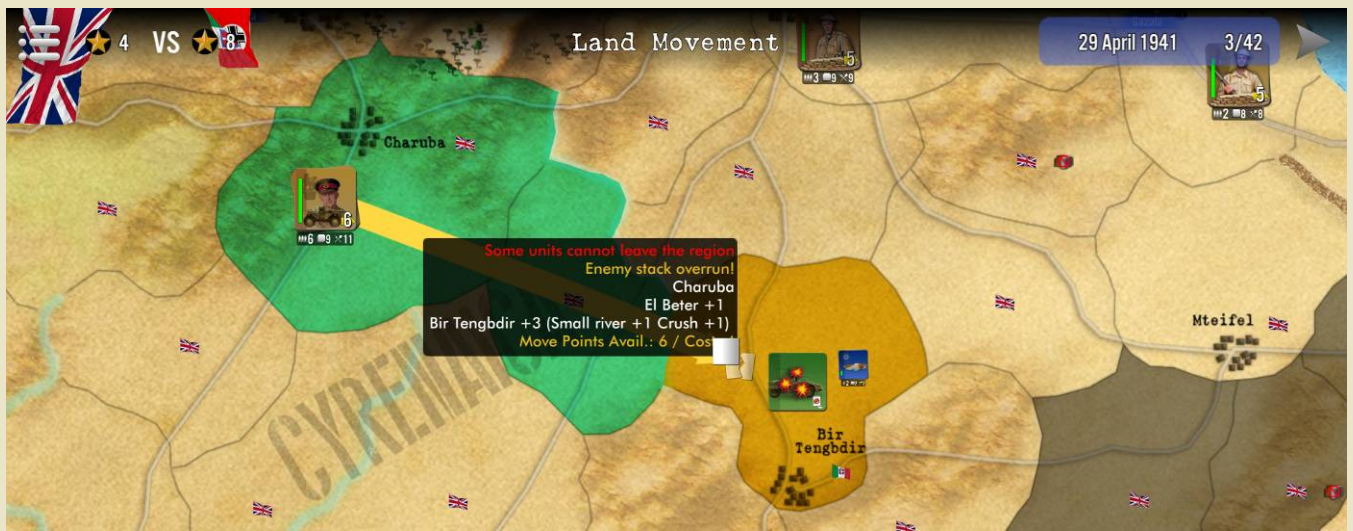 4 VS 8
Land Movement
29 April 1941 3/42
5
3 9 9
5
2 8 8
Charuba
6
6 9 11
Some units cannot leave the region
Enemy stack overrun!
Charuba
El Beter +1
Bir Tengbdir +3 (Small river +1 Crush +1)
Move Points Avail.: 6 / Cos
Mteifel
Bir
Tengbdir